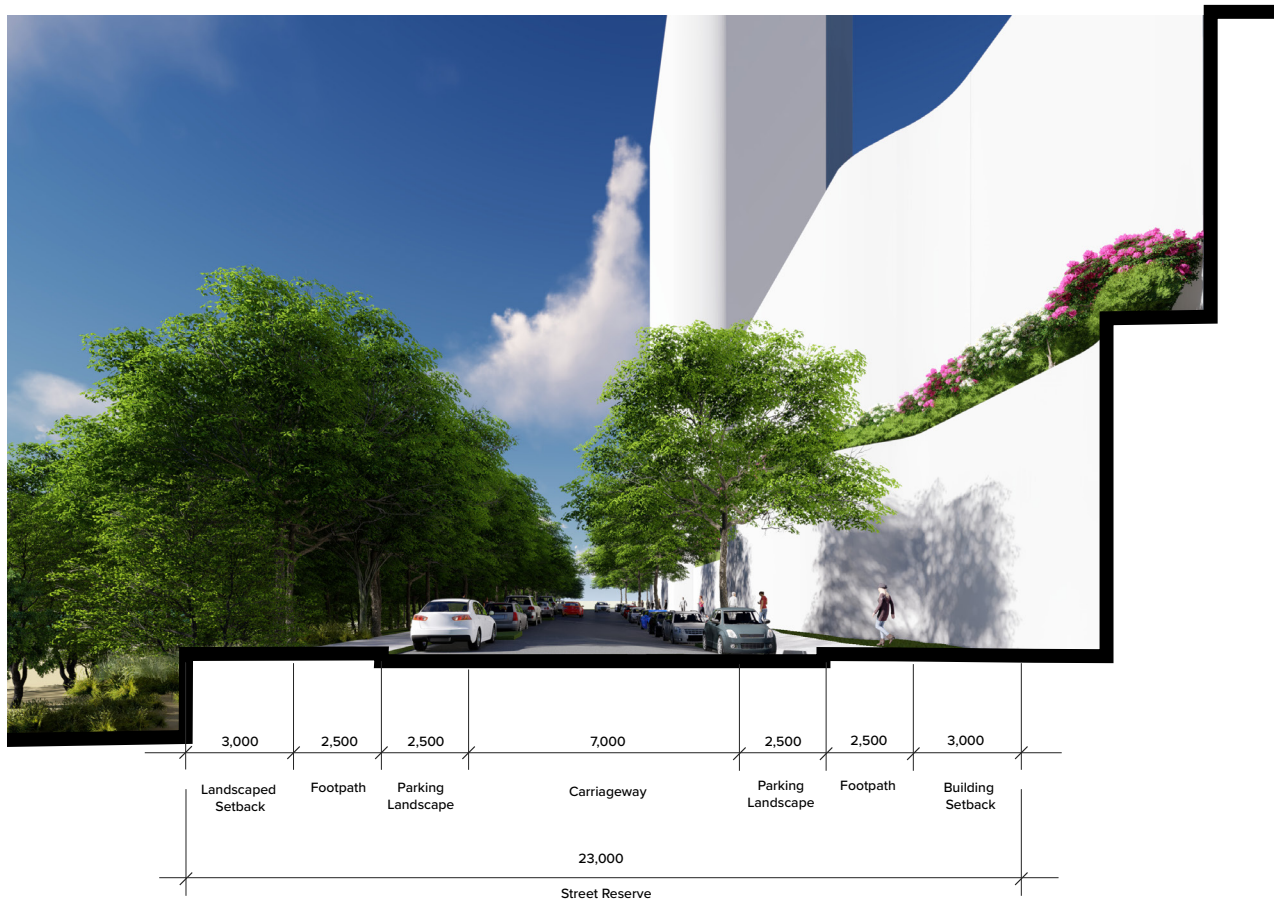 3,000
2,500
2,500
7,000
2,500
2,500
3,000
Landscaped
Setback
Footpath
Parking
Landscape
Carriageway
Parking
Landscape
Footpath
Building
Setback
23,000
Street Reserve